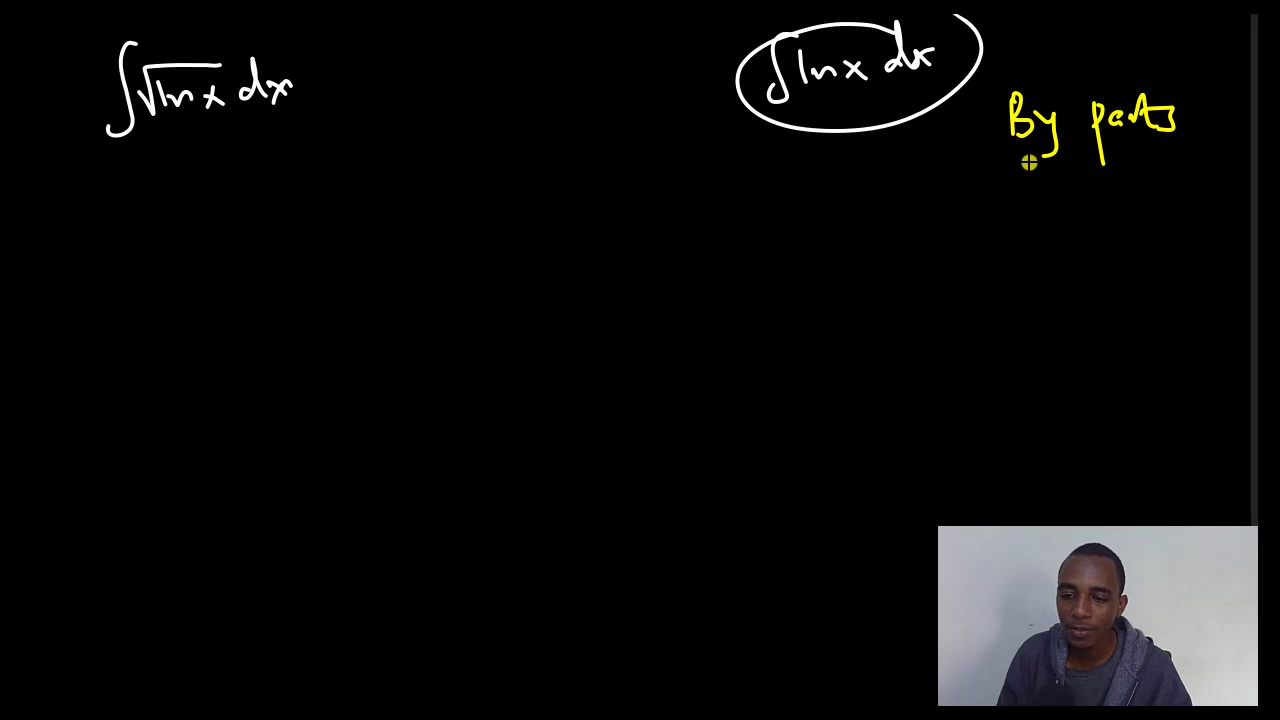 ∫√ln x dx
∫ln x dx
By parts